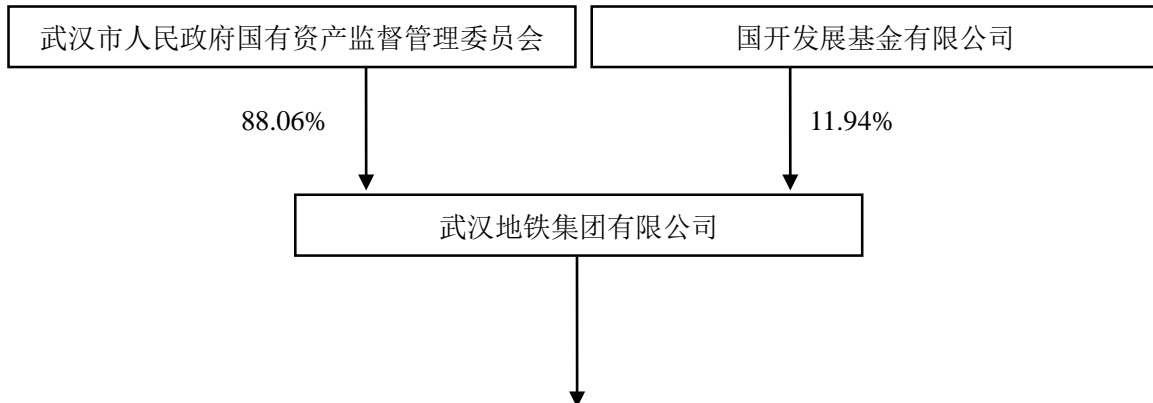 武汉市人民政府国有资产监督管理委员会
国开发展基金有限公司
88.06%
11.94%
武汉地铁集团有限公司